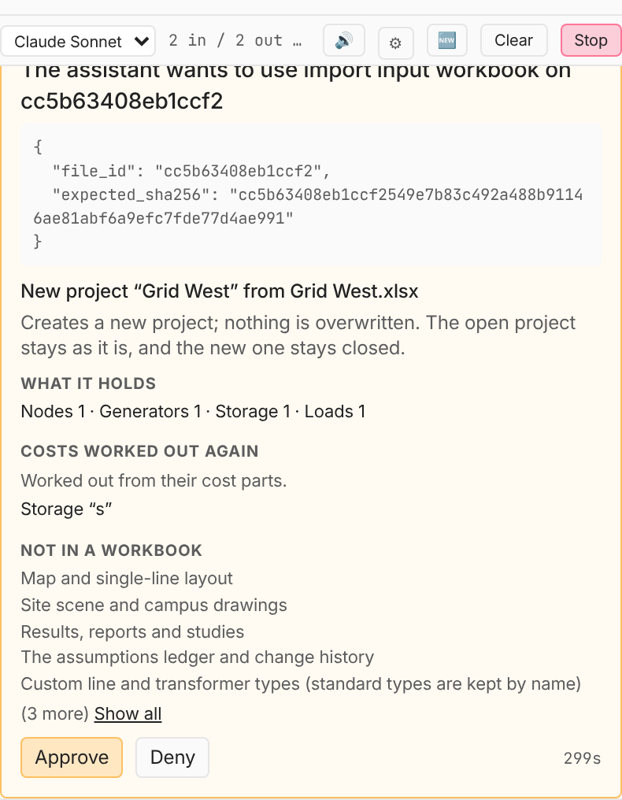 Claude Sonnet
2 in / 2 out …
NEW
Clear
Stop
The assistant wants to use import input workbook on
cc5b63408eb1ccf2
{
"file_id": "cc5b63408eb1ccf2",
"expected_sha256": "cc5b63408eb1ccf2549e7b83c492a488b9114
6ae81abf6a9efc7fde77d4ae991"
}
New project “Grid West” from Grid West.xlsx
Creates a new project; nothing is overwritten. The open project
stays as it is, and the new one stays closed.
WHAT IT HOLDS
Nodes 1 · Generators 1 · Storage 1 · Loads 1
COSTS WORKED OUT AGAIN
Worked out from their cost parts.
Storage “s”
NOT IN A WORKBOOK
Map and single-line layout
Site scene and campus drawings
Results, reports and studies
The assumptions ledger and change history
Custom line and transformer types (standard types are kept by name)
(3 more) Show all
Approve
Deny
299s